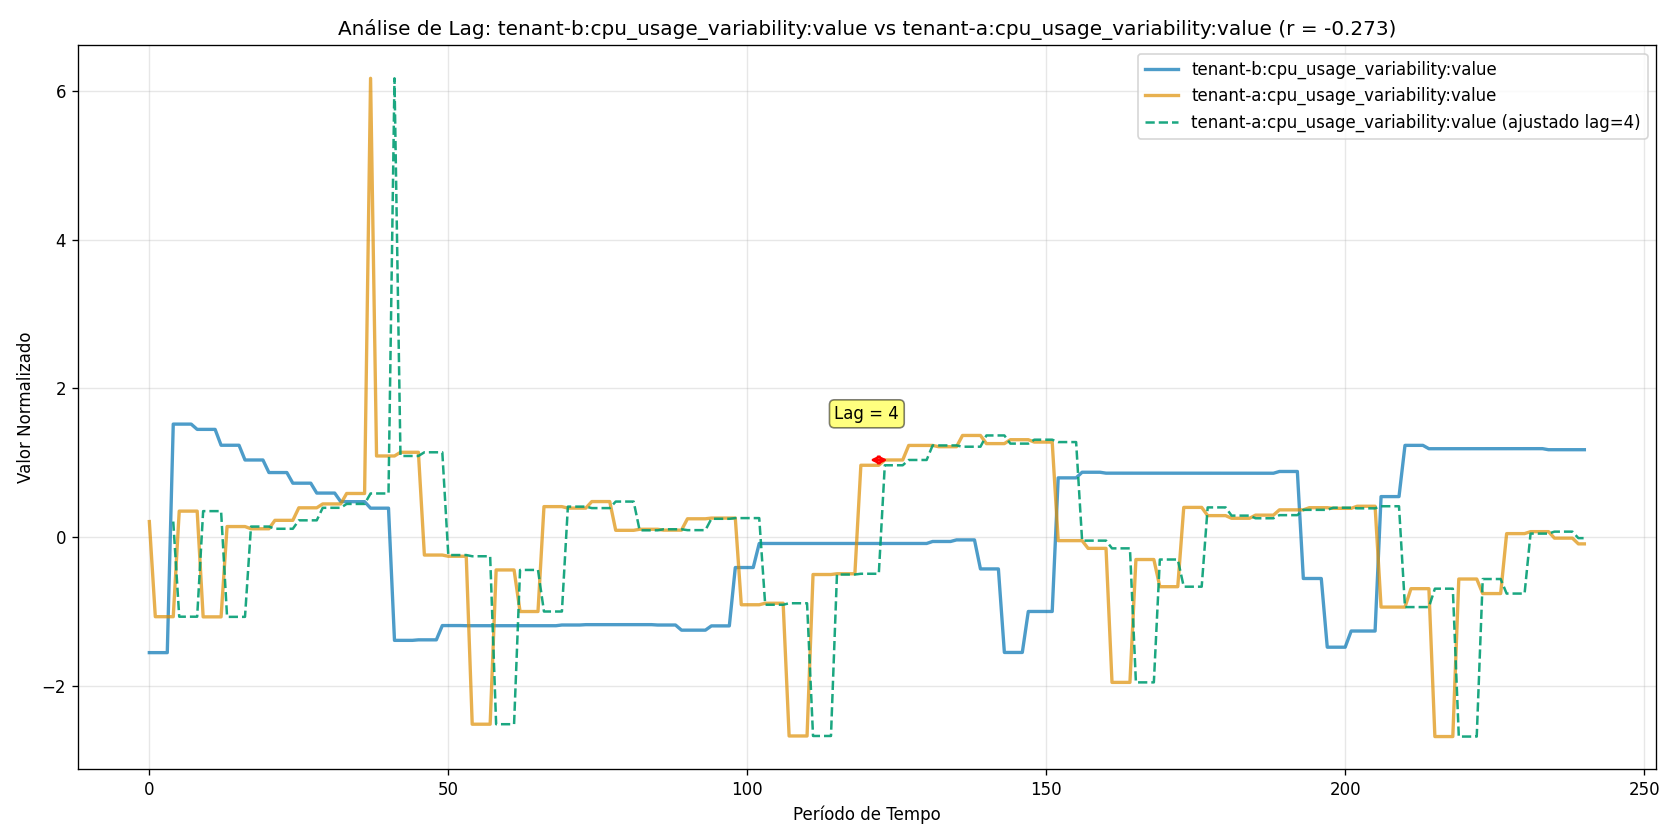 Análise de Lag: tenant-b:cpu_usage_variability:value vs tenant-a:cpu_usage_variability:value (r = -0.273)
tenant-b:cpu_usage_variability:value
tenant-a:cpu_usage_variability:value
tenant-a:cpu_usage_variability:value (ajustado lag=4)
Valor Normalizado
6
4
2
0
−2
Lag = 4
0 50 100 150 200 250
Período de Tempo